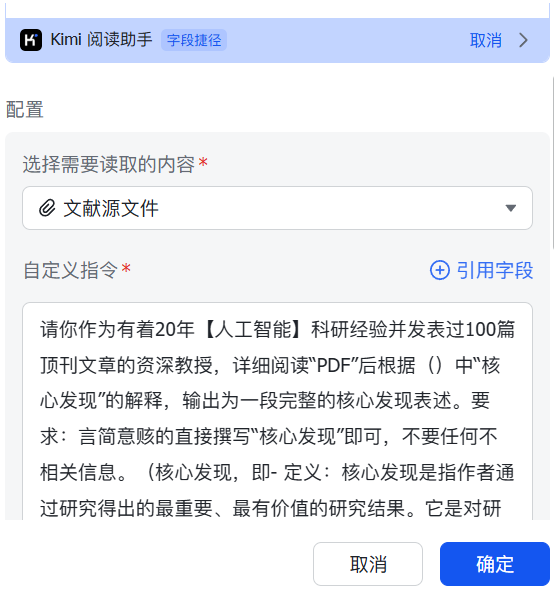 Kimi 阅读助手 字段捷径 取消
配置
选择需要读取的内容*
文献源文件
自定义指令* 引用字段
请你作为有着20年【人工智能】科研经验并发表过100篇
顶刊文章的资深教授，详细阅读“PDF”后根据（）中“核
心发现”的解释，输出为一段完整的核心发现表述。要
求：言简意赅的直接撰写“核心发现”即可，不要任何不
相关信息。（核心发现，即- 定义：核心发现是指作者通
过研究得出的最重要、最有价值的研究结果。它是对研
取消 确定